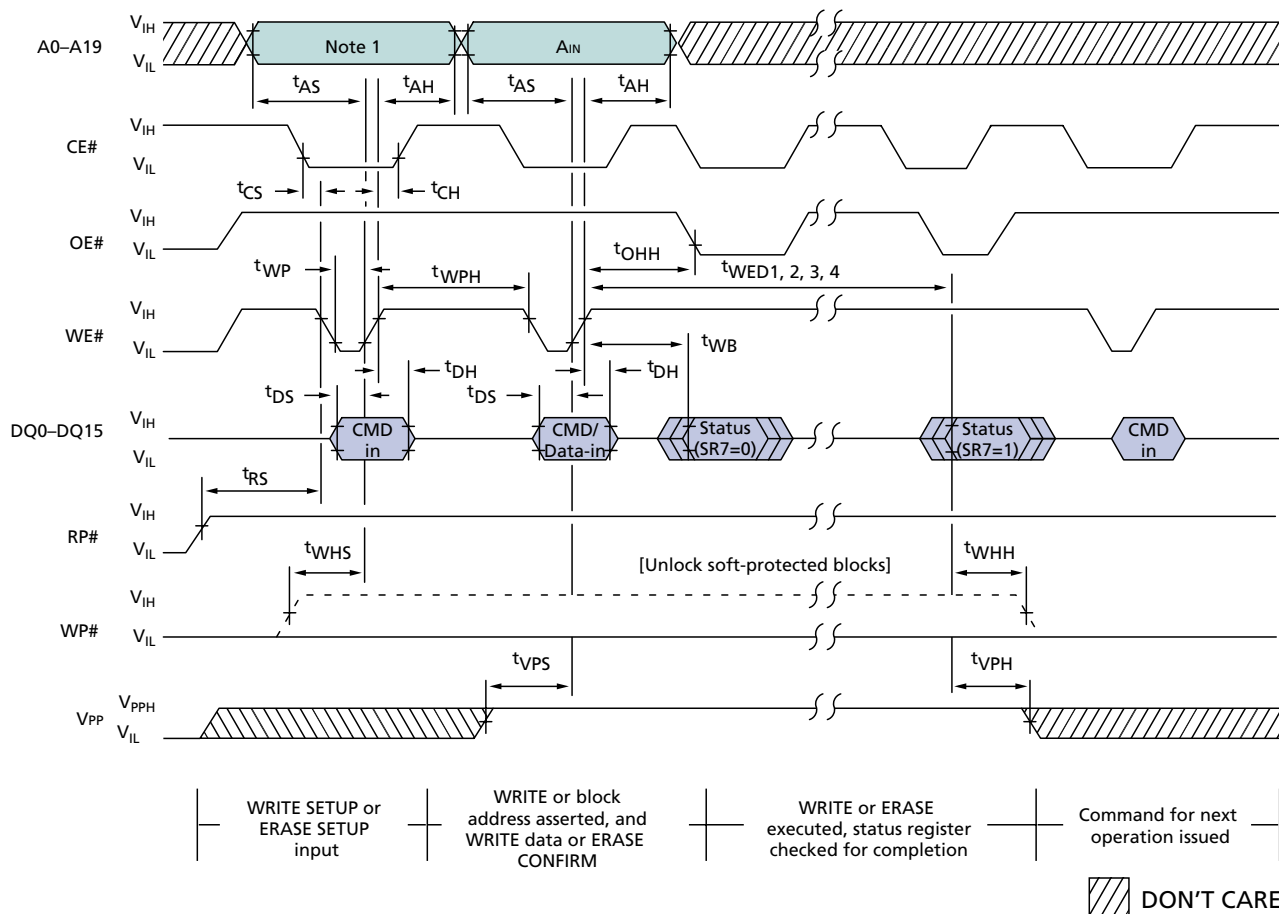 VIH
A0–A19
VIL
Note 1
AIN
tAS
tAH
tAS
tAH
VIH
CE#
VIL
tCS
tCH
VIH
OE#
VIL
tWP
tWPH
tOHH
tWED1, 2, 3, 4
VIH
WE#
VIL
tWB
tDS
tDH
tDS
tDH
VIH
DQ0–DQ15
VIL
CMD
in
CMD/
Data-in
Status
(SR7=0)
Status
(SR7=1)
CMD
in
tRS
VIH
RP#
VIL
tWHS
[Unlock soft-protected blocks]
tWHH
VIH
WP#
VIL
tVPS
tVPH
VPPH
VPP
VIL
WRITE SETUP or
ERASE SETUP
input
WRITE or block
address asserted, and
WRITE data or ERASE
CONFIRM
WRITE or ERASE
executed, status register
checked for completion
Command for next
operation issued
DON'T CARE